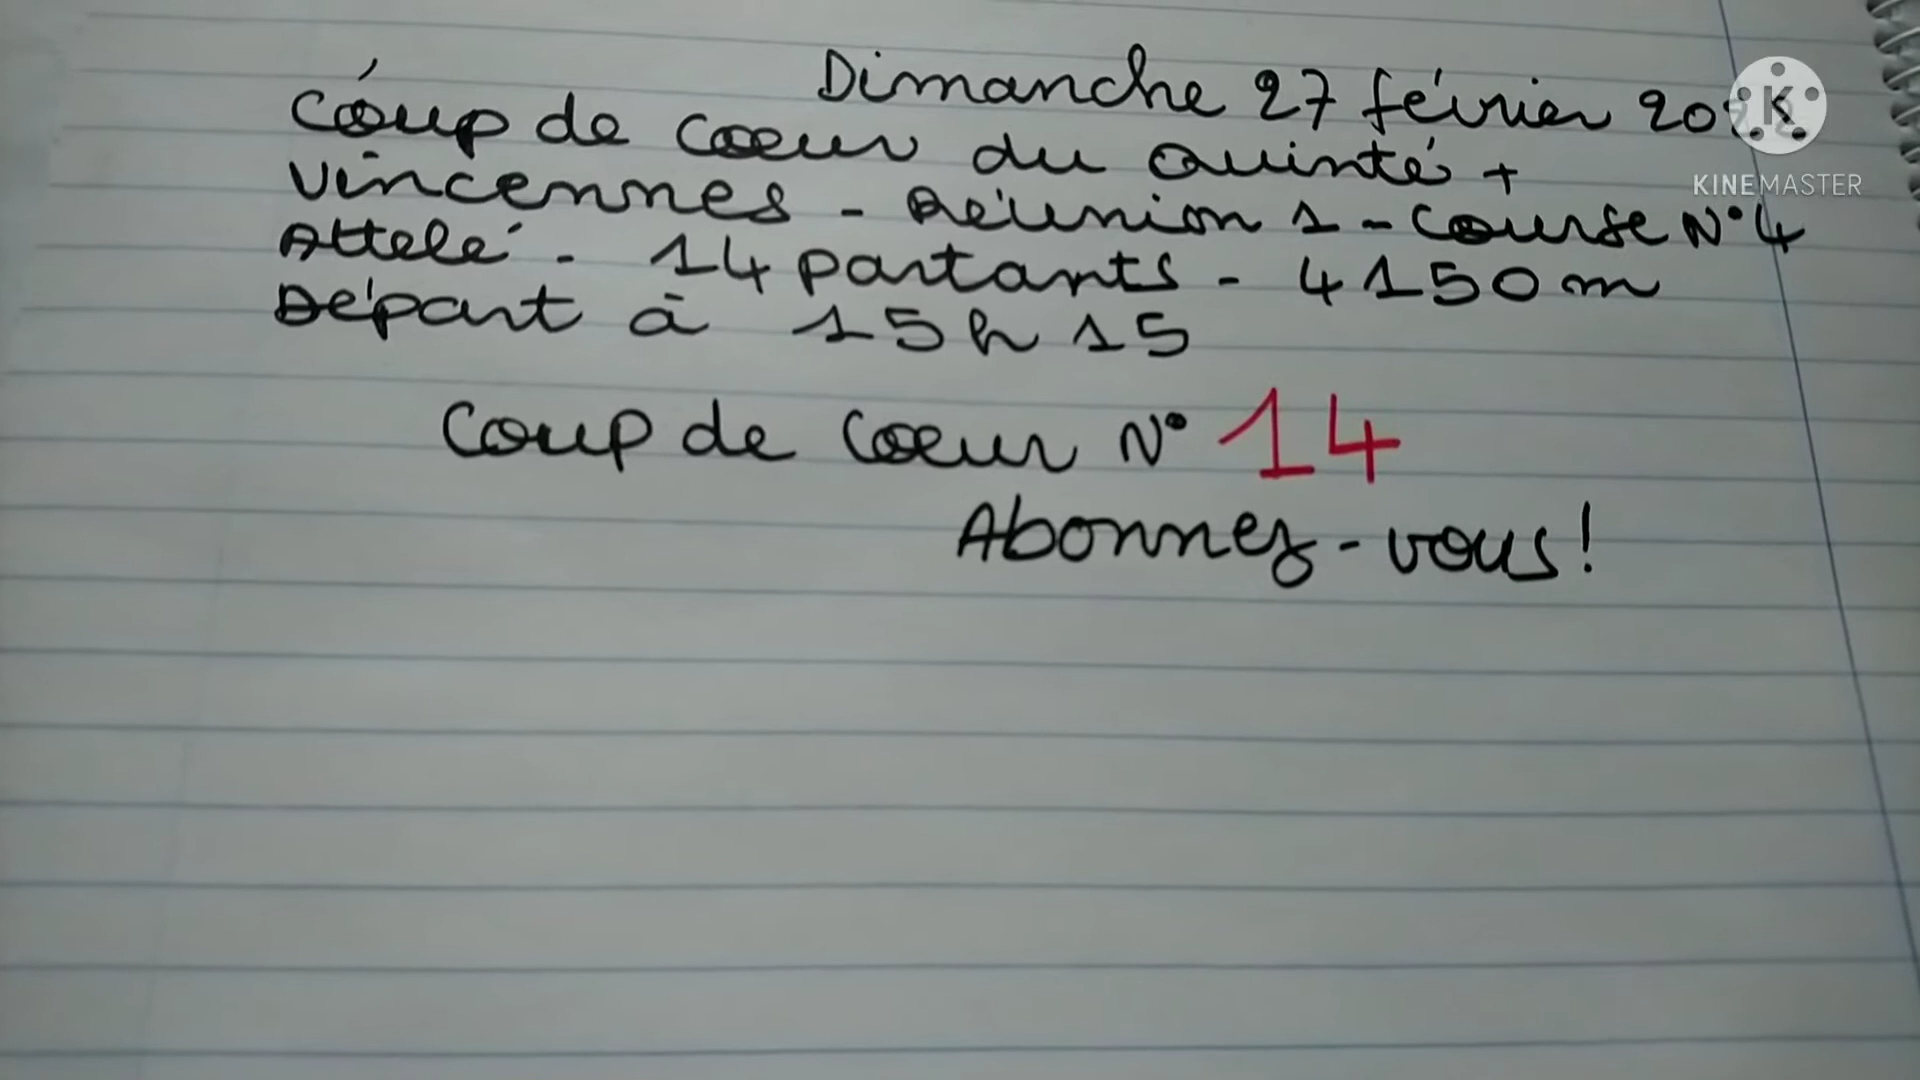 Dimanche 27 février 20
Coup de coeur du Quinté +
Vincennes - Réunion 1 - Course N°4
Attelé - 14 partants - 4150 m
Départ à 15h15
Coup de coeur N° 14
Abonnez-vous!
K
KINEMASTER